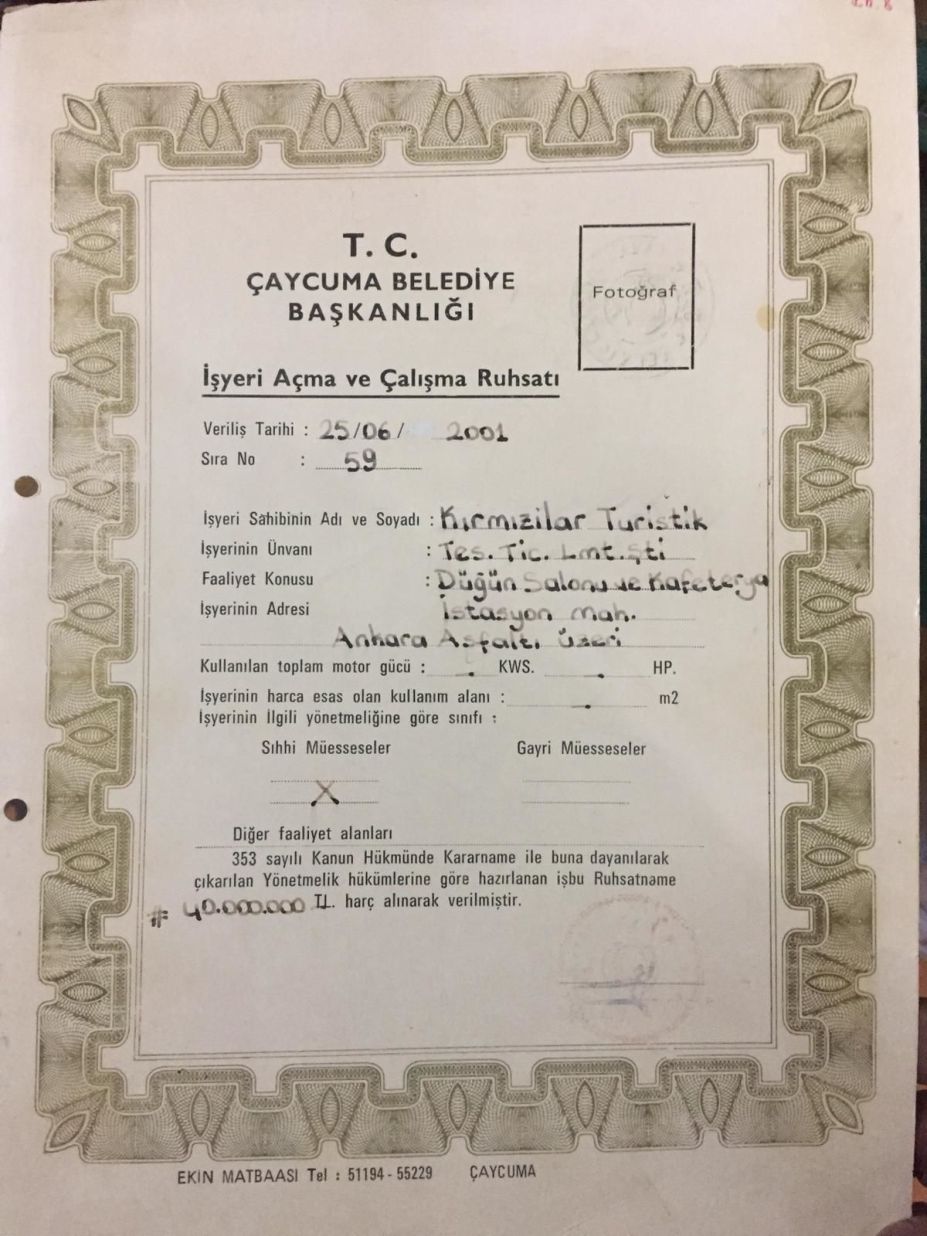 T. C.
ÇAYCUMA BELEDİYE
BAŞKANLIĞI
Fotoğraf
İşyeri Açma ve Çalışma Ruhsatı
Veriliş Tarihi : 25/06/ 2001
Sıra No : 59
İşyeri Sahibinin Adı ve Soyadı : Kırmızilar Turistik
İşyerinin Ünvanı : Tes. Tic. Lmt. Şti
Faaliyet Konusu : Düğün Salonu ve Kafeterya
İşyerinin Adresi İstasyon mah.
Ankara Asfaltı üzeri
Kullanılan toplam motor gücü : . KWS. . HP.
İşyerinin harca esas olan kullanım alanı : . m2
İşyerinin İlgili yönetmeliğine göre sınıfı :
Sıhhi Müesseseler Gayri Müesseseler
X
Diğer faaliyet alanları
353 sayılı Kanun Hükmünde Kararname ile buna dayanılarak
çıkarılan Yönetmelik hükümlerine göre hazırlanan işbu Ruhsatname
# 40.000.000 TL. harç alınarak verilmiştir.
EKİN MATBAASI Tel : 51194 - 55229 ÇAYCUMA